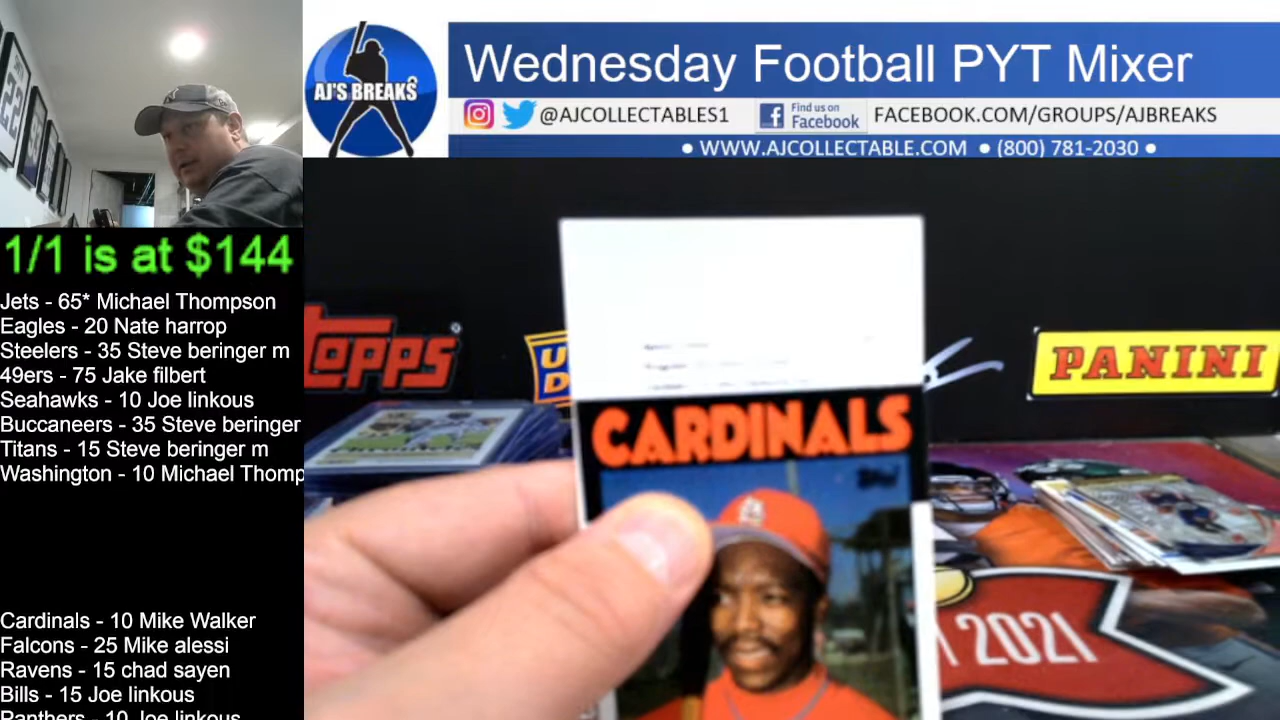 Wednesday Football PYT Mixer
AJ'S BREAKS
@AJCOLLECTABLES1
Find us on
Facebook
FACEBOOK.COM/GROUPS/AJBREAKS
• WWW.AJCOLLECTABLE.COM • (800) 781-2030 •
1/1 is at $144
Jets - 65* Michael Thompson
Eagles - 20 Nate harrop
Steelers - 35 Steve beringer m
49ers - 75 Jake filbert
Seahawks - 10 Joe linkous
Buccaneers - 35 Steve beringer
Titans - 15 Steve beringer m
Washington - 10 Michael Thomp
Cardinals - 10 Mike Walker
Falcons - 25 Mike alessi
Ravens - 15 chad sayen
Bills - 15 Joe linkous
Panthers - 10 Joe linkous
TOPPS
U
D
PANINI
CARDINALS
2021